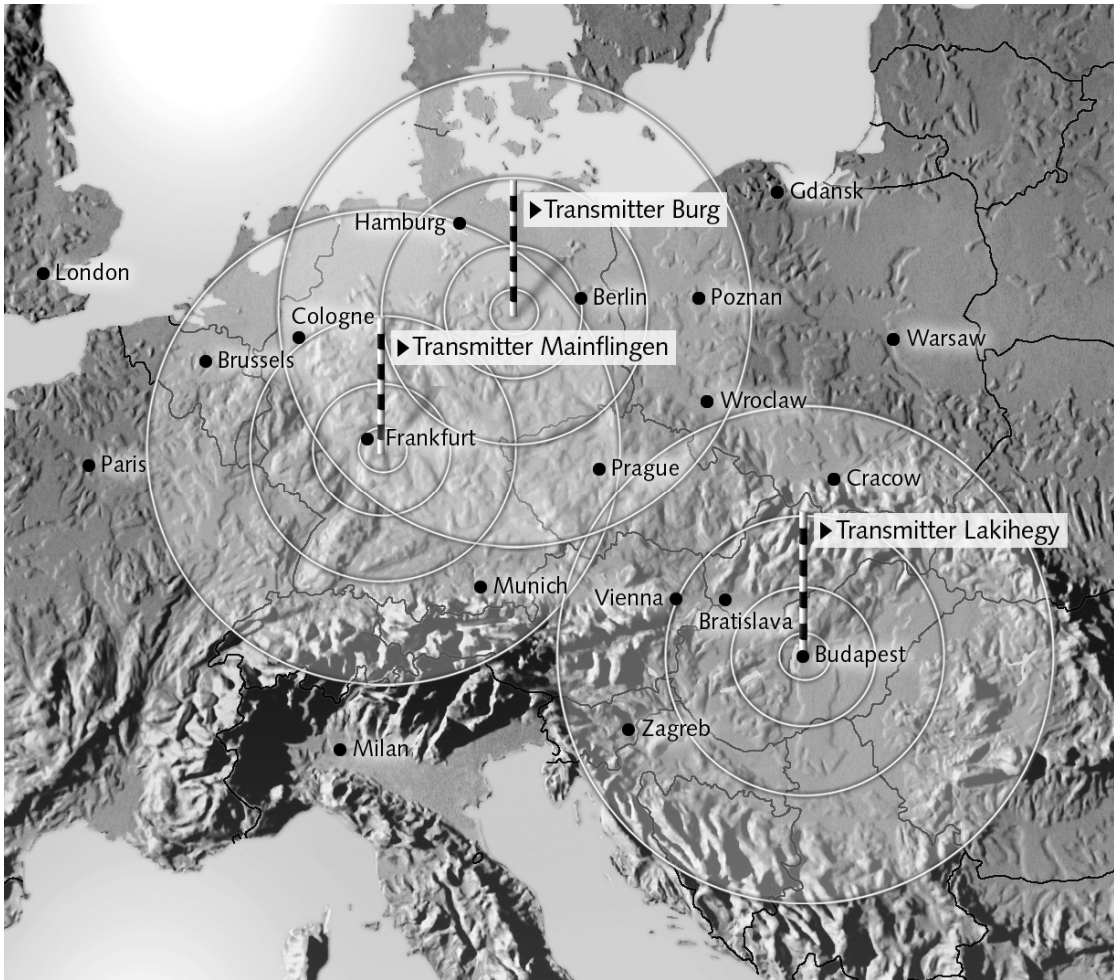 Gdańsk
▶Transmitter Burg
Hamburg
London
Berlin
Poznan
Cologne
Warsaw
▶Transmitter Mainflingen
Brussels
Wroclaw
Frankfurt
Paris
Prague
Cracow
▶Transmitter Lakihegy
Munich
Vienna
Bratislava
Budapest
Zagreb
Milan